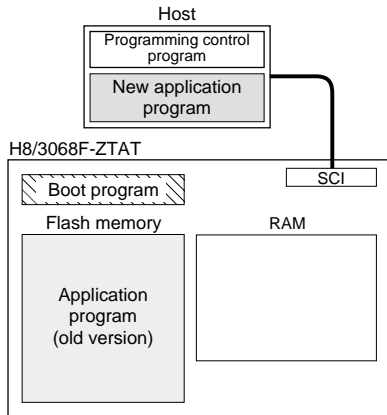 Host
Programming control
program
New application
program
H8/3068F-ZTAT
SCI
Boot program
Flash memory
RAM
Application
program
(old version)